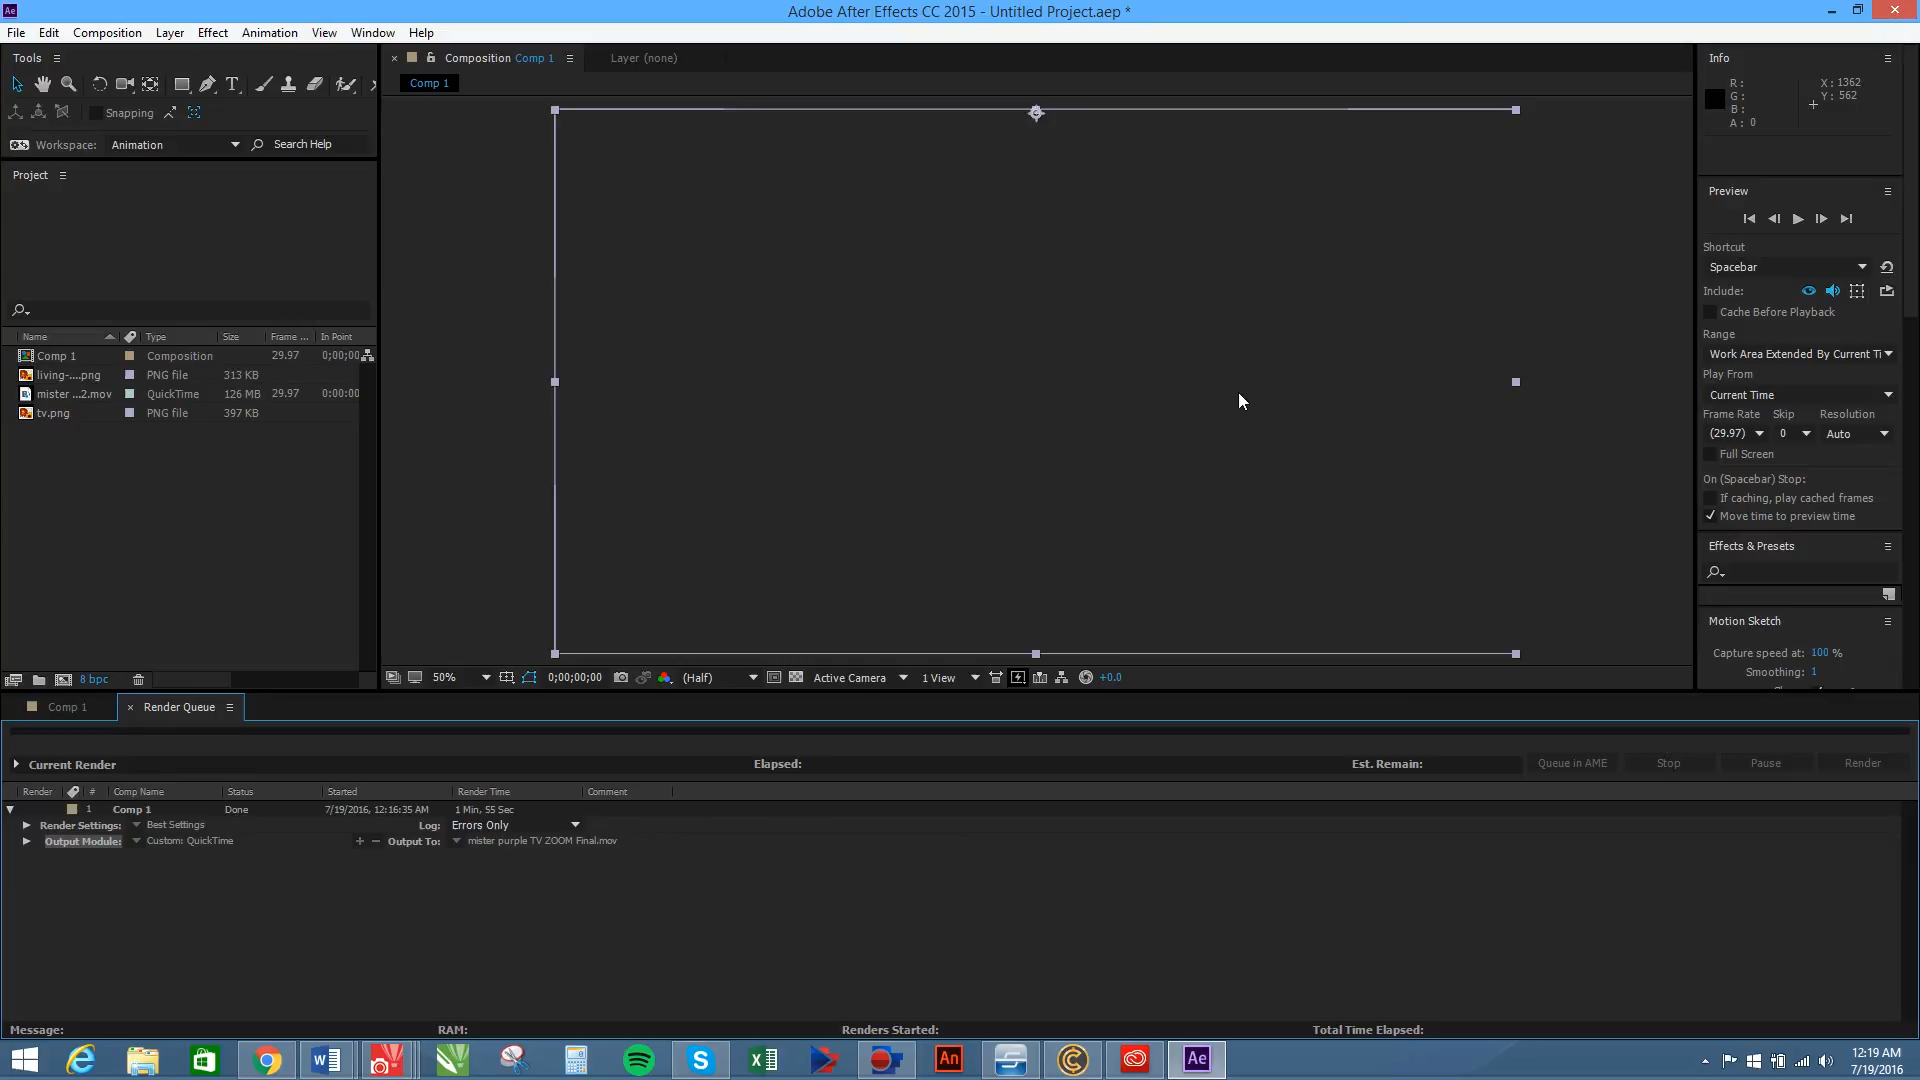 Adobe After Effects CC 2015 - Untitled Project.aep *
File Edit Composition Layer Effect Animation View Window Help
Tools
Snapping
Workspace: Animation Search Help
Project
Name Type Size Frame ... In Point
Comp 1 Composition 29.97 0;00;00
living-....png PNG file 313 KB
mister ...2.mov QuickTime 126 MB 29.97 0:00:00
tv.png PNG file 397 KB
8 bpc
Composition Comp 1 Layer (none)
Comp 1
50% 0;00;00;00 (Half) Active Camera 1 View +0.0
Info
R: X: 1362
G: Y: 562
B:
A: 0
Preview
Shortcut
Spacebar
Include:
Cache Before Playback
Range
Work Area Extended By Current Ti
Play From
Current Time
Frame Rate Skip Resolution
(29.97) 0 Auto
Full Screen
On (Spacebar) Stop:
If caching, play cached frames
Move time to preview time
Effects & Presets
Motion Sketch
Capture speed at: 100 %
Smoothing: 1
Comp 1 Render Queue
Current Render Elapsed: Est. Remain: Queue in AME Stop Pause Render
Render # Comp Name Status Started Render Time Comment
1 Comp 1 Done 7/19/2016, 12:16:35 AM 1 Min, 55 Sec
Render Settings: Best Settings Log: Errors Only
Output Module: Custom: QuickTime Output To: mister purple TV ZOOM Final.mov
Message: RAM: Renders Started: Total Time Elapsed:
An Ae
12:19 AM
7/19/2016